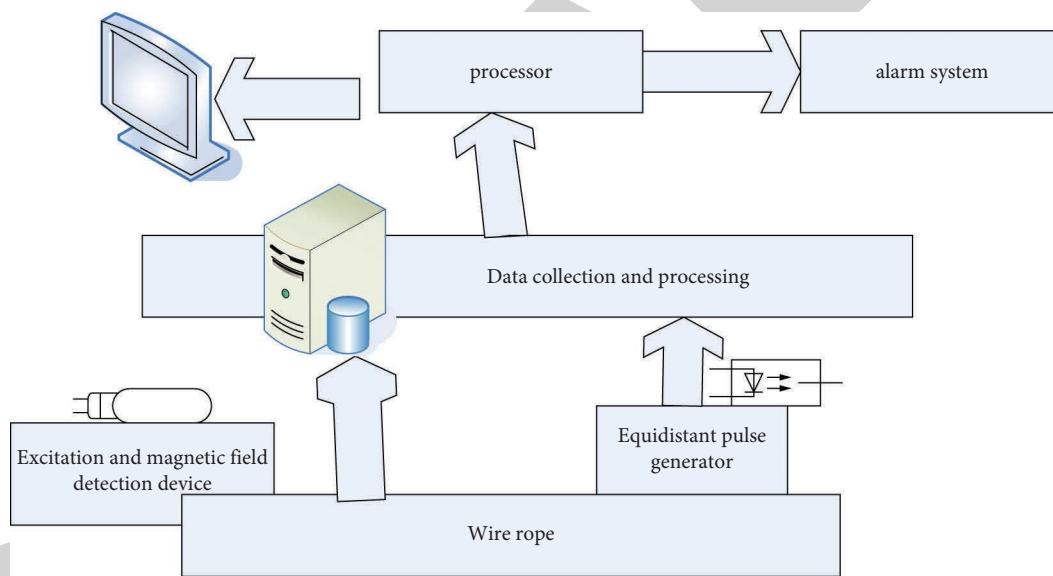 processor
alarm system
Data collection and processing
Excitation and magnetic field
detection device
Equidistant pulse
generator
Wire rope